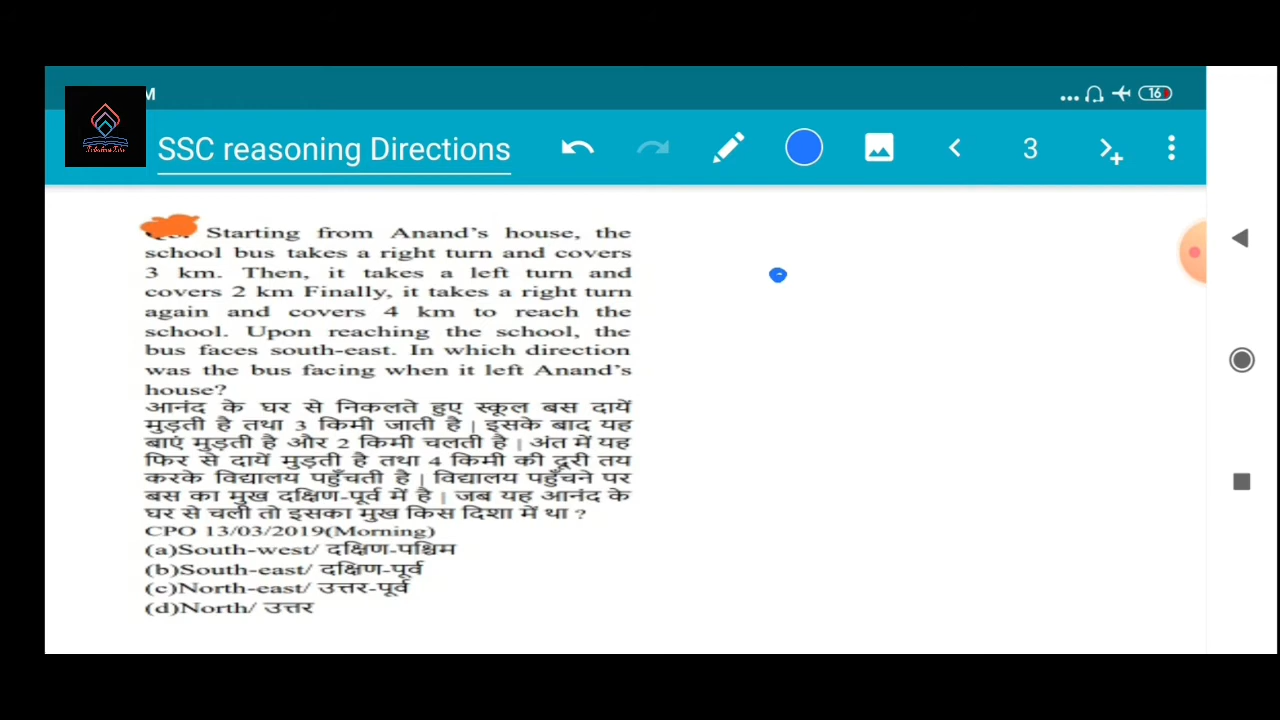 M
... 16
SSC reasoning Directions
3
Starting from Anand's house, the
school bus takes a right turn and covers
3 km. Then, it takes a left turn and
covers 2 km Finally, it takes a right turn
again and covers 4 km to reach the
school. Upon reaching the school, the
bus faces south-east. In which direction
was the bus facing when it left Anand's
house?
आनंद के घर से निकलते हुए स्कूल बस दायें
मुड़ती है तथा 3 किमी जाती है | इसके बाद यह
बाएं मुड़ती है और 2 किमी चलती है | अंत में यह
फिर से दायें मुड़ती है तथा 4 किमी की दूरी तय
करके विद्यालय पहुँचती है | विद्यालय पहुँचने पर
बस का मुख दक्षिण-पूर्व में है | जब यह आनंद के
घर से चली तो इसका मुख किस दिशा में था ?
CPO 13/03/2019(Morning)
(a)South-west/ दक्षिण-पश्चिम
(b)South-east/ दक्षिण-पूर्व
(c)North-east/ उत्तर-पूर्व
(d)North/ उत्तर